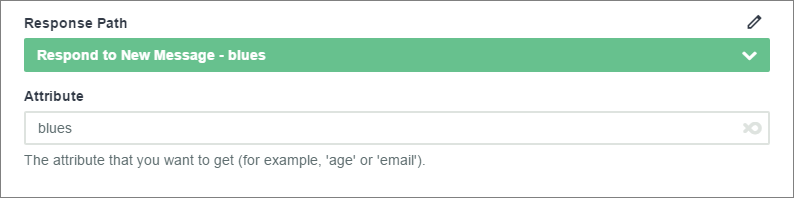 Response Path
Respond to New Message - blues
Attribute
blues
The attribute that you want to get (for example, 'age' or 'email').